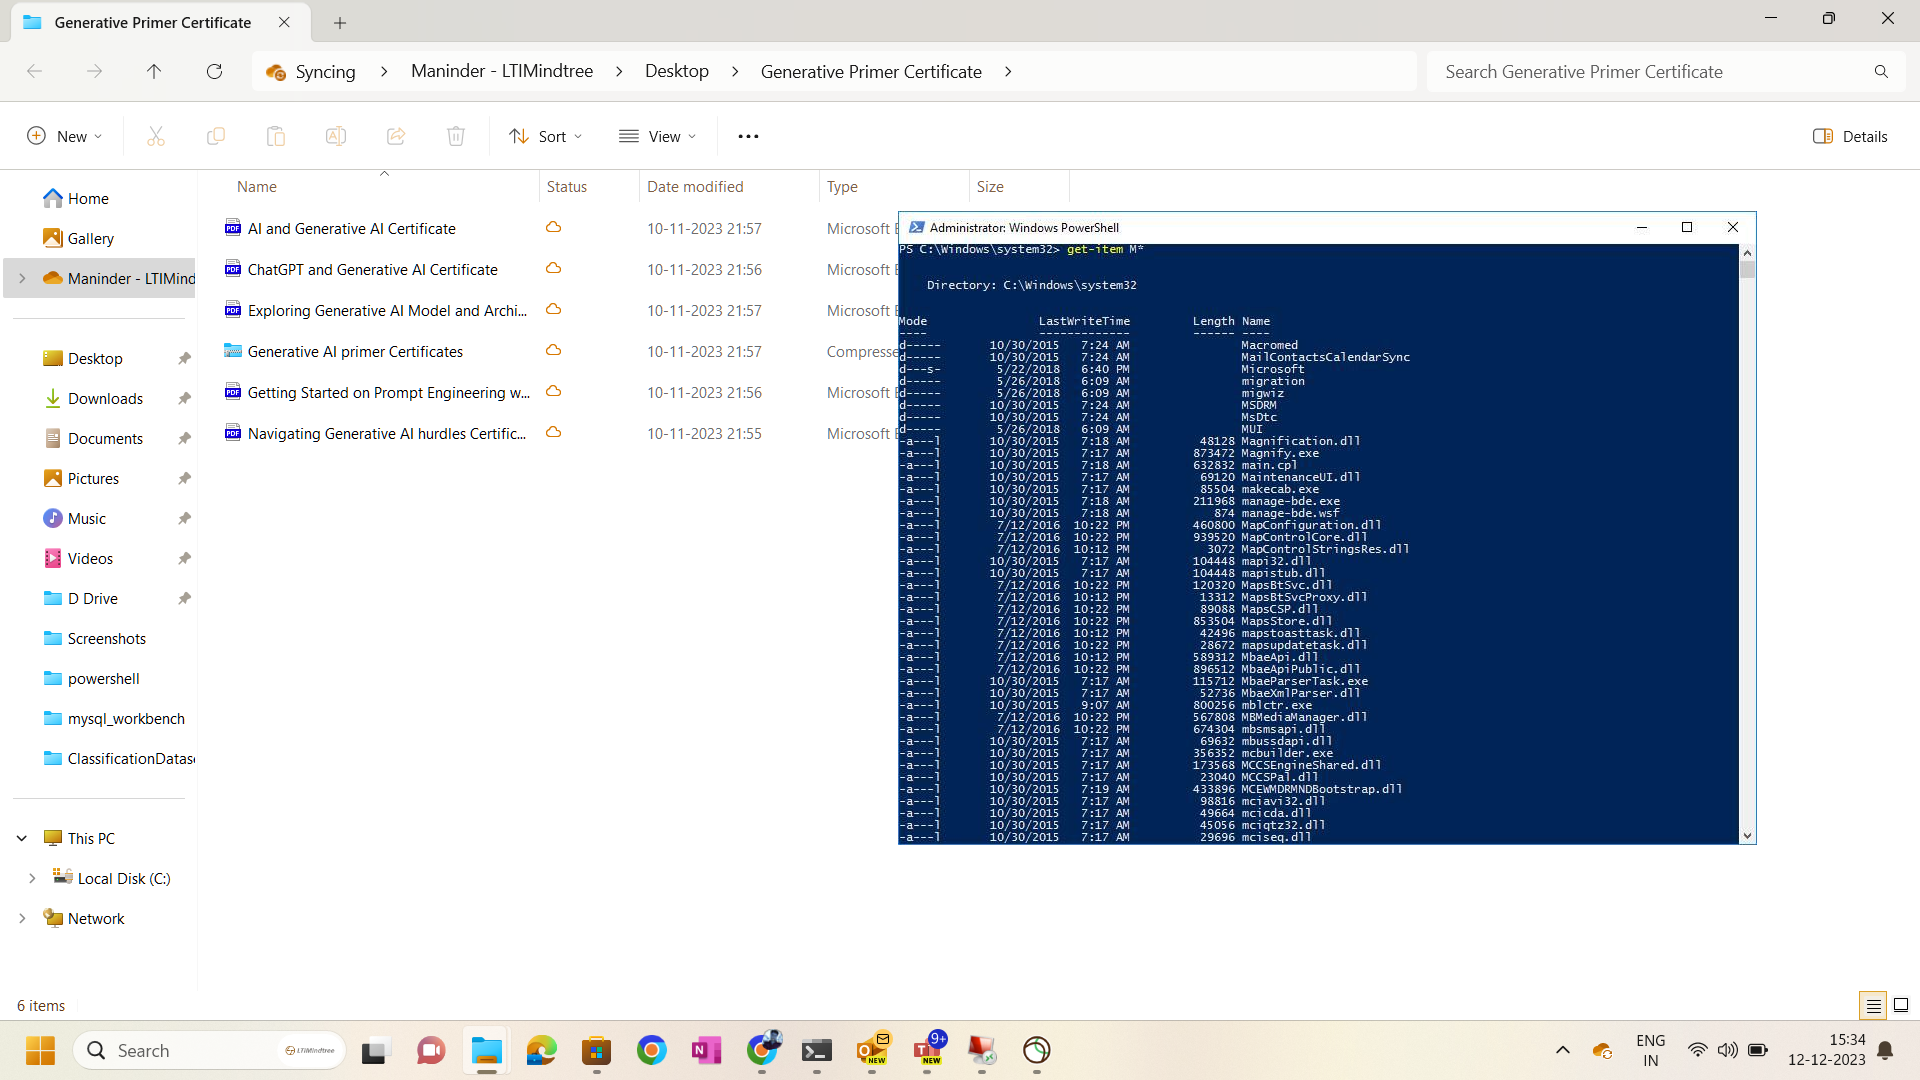 Generative Primer Certificate
Syncing > Maninder - LTIMindtree > Desktop > Generative Primer Certificate >
Search Generative Primer Certificate
New
Sort
View
Details
Home
Gallery
Maninder - LTIMind
Desktop
Downloads
Documents
Pictures
Music
Videos
D Drive
Screenshots
powershell
mysql_workbench
ClassificationDatas
This PC
Local Disk (C:)
Network
Name Status Date modified Type Size
AI and Generative AI Certificate 10-11-2023 21:57 Microsoft E
ChatGPT and Generative AI Certificate 10-11-2023 21:56 Microsoft E
Exploring Generative AI Model and Archi... 10-11-2023 21:57 Microsoft E
Generative AI primer Certificates 10-11-2023 21:57 Compresse
Getting Started on Prompt Engineering w... 10-11-2023 21:56 Microsoft E
Navigating Generative AI hurdles Certific... 10-11-2023 21:55 Microsoft E
Administrator: Windows PowerShell
PS C:\Windows\system32> get-item M*
Directory: C:\Windows\system32
Mode LastWriteTime Length Name
---- ------------- ------ ----
d----- 10/30/2015 7:24 AM Macromed
d----- 10/30/2015 7:24 AM MailContactsCalendarSync
d---s- 5/22/2018 6:40 PM Microsoft
d----- 5/26/2018 6:09 AM migration
d----- 5/26/2018 6:09 AM migwiz
d----- 10/30/2015 7:24 AM MSDRM
d----- 10/30/2015 7:24 AM MsDtc
d----- 5/26/2018 6:09 AM MUI
-a---l 10/30/2015 7:18 AM 48128 Magnification.dll
-a---l 10/30/2015 7:17 AM 873472 Magnify.exe
-a---l 10/30/2015 7:18 AM 632832 main.cpl
-a---l 10/30/2015 7:17 AM 69120 MaintenanceUI.dll
-a---l 10/30/2015 7:17 AM 85504 makecab.exe
-a---l 10/30/2015 7:18 AM 211968 manage-bde.exe
-a---l 10/30/2015 7:18 AM 874 manage-bde.wsf
-a---l 7/12/2016 10:22 PM 460800 MapConfiguration.dll
-a---l 7/12/2016 10:22 PM 939520 MapControlCore.dll
-a---l 7/12/2016 10:12 PM 3072 MapControlStringsRes.dll
-a---l 10/30/2015 7:17 AM 104448 mapi32.dll
-a---l 10/30/2015 7:17 AM 104448 mapistub.dll
-a---l 7/12/2016 10:22 PM 120320 MapsBtSvc.dll
-a---l 7/12/2016 10:12 PM 13312 MapsBtSvcProxy.dll
-a---l 7/12/2016 10:22 PM 89088 MapsCSP.dll
-a---l 7/12/2016 10:22 PM 853504 MapsStore.dll
-a---l 7/12/2016 10:12 PM 42496 mapstoasttask.dll
-a---l 7/12/2016 10:22 PM 28672 mapsupdatetask.dll
-a---l 7/12/2016 10:12 PM 589312 MbaeApi.dll
-a---l 7/12/2016 10:22 PM 896512 MbaeApiPublic.dll
-a---l 10/30/2015 7:17 AM 115712 MbaeParserTask.exe
-a---l 10/30/2015 7:17 AM 52736 MbaeXmlParser.dll
-a---l 10/30/2015 9:07 AM 800256 mblctr.exe
-a---l 7/12/2016 10:22 PM 567808 MBMediaManager.dll
-a---l 7/12/2016 10:22 PM 674304 mbsmsapi.dll
-a---l 10/30/2015 7:17 AM 69632 mbussdapi.dll
-a---l 10/30/2015 7:17 AM 356352 mcbuilder.exe
-a---l 10/30/2015 7:17 AM 173568 MCCSEngineShared.dll
-a---l 10/30/2015 7:17 AM 23040 MCCSPal.dll
-a---l 10/30/2015 7:19 AM 433896 MCEWMDRMNDBootstrap.dll
-a---l 10/30/2015 7:17 AM 98816 mciavi32.dll
-a---l 10/30/2015 7:17 AM 49664 mcicda.dll
-a---l 10/30/2015 7:17 AM 45056 mciqtz32.dll
-a---l 10/30/2015 7:17 AM 29696 mciseq.dll
6 items
Search
LTIMindtree
NEW
9+
NEW
ENG
IN
15:34
12-12-2023